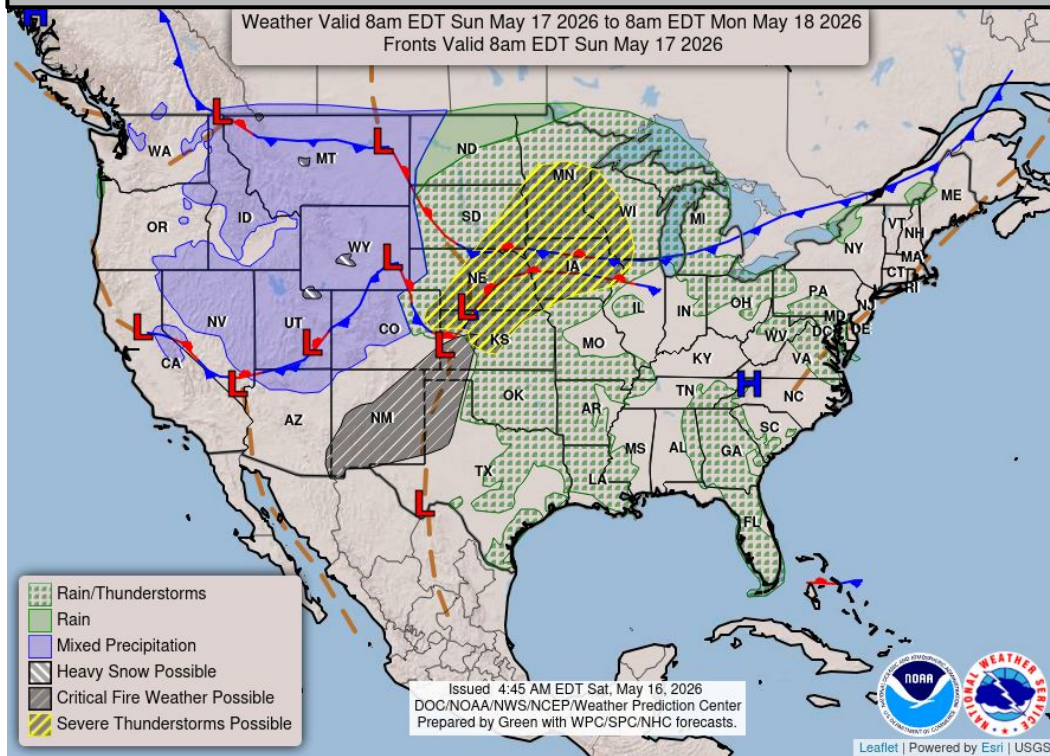 Weather Valid 8am EDT Sun May 17 2026 to 8am EDT Mon May 18 2026
Fronts Valid 8am EDT Sun May 17 2026
H
L
WA
MT
L
ND
MN
ME
OR
ID
WY
L
SD
WI
MI
VT
NH
NY
MA
CT
RI
NE
IA
L
L
NV
UT
L
CO
L
KS
IL
IN
OH
PA
NJ
MD
DE
DC
WV
VA
CA
L
MO
KY
H
AZ
NM
OK
AR
TN
NC
SC
TX
MS
AL
GA
LA
L
FL
Rain/Thunderstorms
Rain
Mixed Precipitation
Heavy Snow Possible
Critical Fire Weather Possible
Severe Thunderstorms Possible
Issued 4:45 AM EDT Sat, May 16, 2026
DOC/NOAA/NWS/NCEP/Weather Prediction Center
Prepared by Green with WPC/SPC/NHC forecasts.
NOAA
NATIONAL WEATHER SERVICE
Leaflet | Powered by Esri | USGS